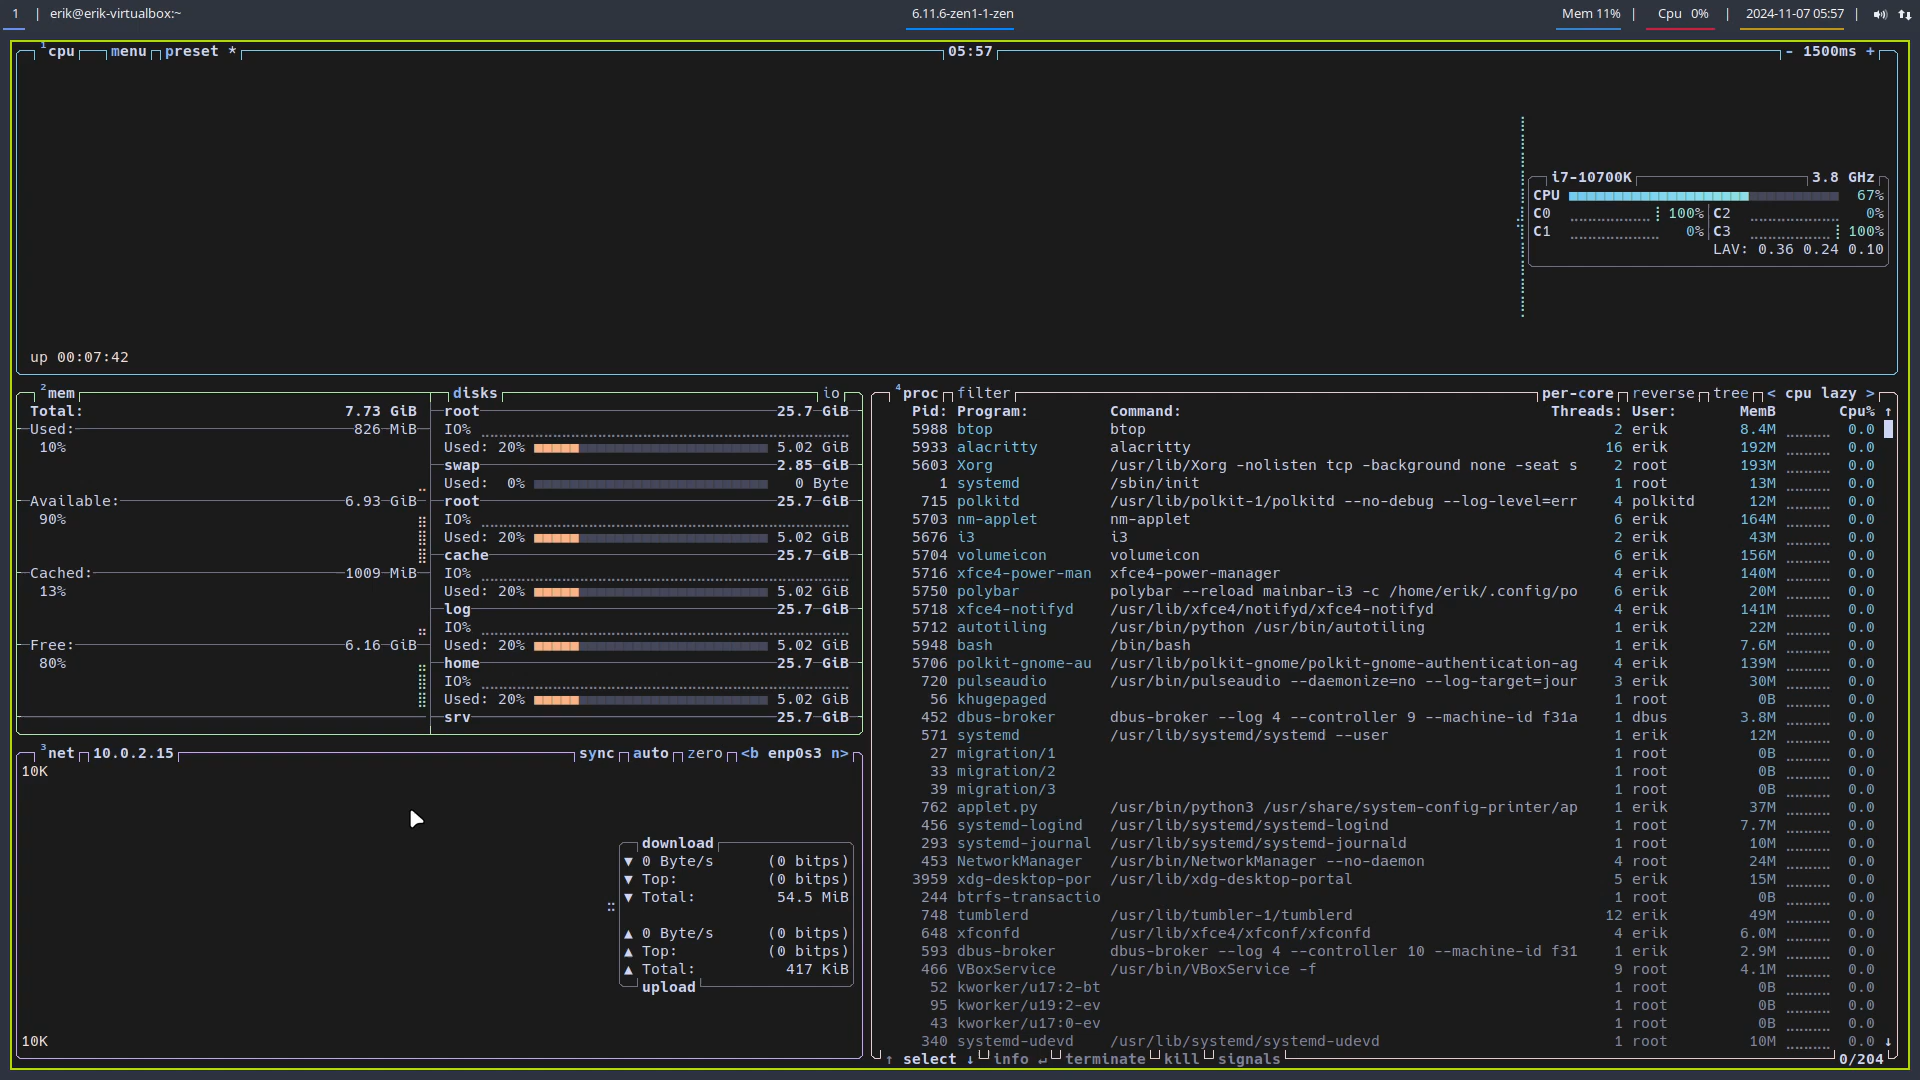 1 | erik@erik-virtualbox:~ 6.11.6-zen1-1-zen Mem 11% | Cpu 0% | 2024-11-07 05:57 |
1cpu menu preset * 05:57 - 1500ms +
i7-10700K 3.8 GHz
CPU 67%
C0 100% C2 0%
C1 0% C3 100%
LAV: 0.36 0.24 0.10
up 00:07:42
2mem
Total: 7.73 GiB
Used: 826 MiB
10%
Available: 6.93 GiB
90%
Cached: 1009 MiB
13%
Free: 6.16 GiB
80%
disks io
root 25.7 GiB
IO%
Used: 20% 5.02 GiB
swap 2.85 GiB
Used: 0% 0 Byte
root 25.7 GiB
IO%
Used: 20% 5.02 GiB
cache 25.7 GiB
IO%
Used: 20% 5.02 GiB
log 25.7 GiB
IO%
Used: 20% 5.02 GiB
home 25.7 GiB
IO%
Used: 20% 5.02 GiB
srv 25.7 GiB
3net 10.0.2.15 sync auto zero <b enp0s3 n>
10K
download
▼ 0 Byte/s (0 bitps)
▼ Top: (0 bitps)
▼ Total: 54.5 MiB
▲ 0 Byte/s (0 bitps)
▲ Top: (0 bitps)
▲ Total: 417 KiB
upload
10K
4proc filter per-core reverse tree < cpu lazy >
Pid: Program: Command: Threads: User: MemB Cpu% ↑
5988 btop btop 2 erik 8.4M 0.0
5933 alacritty alacritty 16 erik 192M 0.0
5603 Xorg /usr/lib/Xorg -nolisten tcp -background none -seat s 2 root 193M 0.0
1 systemd /sbin/init 1 root 13M 0.0
715 polkitd /usr/lib/polkit-1/polkitd --no-debug --log-level=err 4 polkitd 12M 0.0
5703 nm-applet nm-applet 6 erik 164M 0.0
5676 i3 i3 2 erik 43M 0.0
5704 volumeicon volumeicon 6 erik 156M 0.0
5716 xfce4-power-man xfce4-power-manager 4 erik 140M 0.0
5750 polybar polybar --reload mainbar-i3 -c /home/erik/.config/po 6 erik 20M 0.0
5718 xfce4-notifyd /usr/lib/xfce4/notifyd/xfce4-notifyd 4 erik 141M 0.0
5712 autotiling /usr/bin/python /usr/bin/autotiling 1 erik 22M 0.0
5948 bash /bin/bash 1 erik 7.6M 0.0
5706 polkit-gnome-au /usr/lib/polkit-gnome/polkit-gnome-authentication-ag 4 erik 139M 0.0
720 pulseaudio /usr/bin/pulseaudio --daemonize=no --log-target=jour 3 erik 30M 0.0
56 khugepaged 1 root 0B 0.0
452 dbus-broker dbus-broker --log 4 --controller 9 --machine-id f31a 1 dbus 3.8M 0.0
571 systemd /usr/lib/systemd/systemd --user 1 erik 12M 0.0
27 migration/1 1 root 0B 0.0
33 migration/2 1 root 0B 0.0
39 migration/3 1 root 0B 0.0
762 applet.py /usr/bin/python3 /usr/share/system-config-printer/ap 1 erik 37M 0.0
456 systemd-logind /usr/lib/systemd/systemd-logind 1 root 7.7M 0.0
293 systemd-journal /usr/lib/systemd/systemd-journald 1 root 10M 0.0
453 NetworkManager /usr/bin/NetworkManager --no-daemon 4 root 24M 0.0
3959 xdg-desktop-por /usr/lib/xdg-desktop-portal 5 erik 15M 0.0
244 btrfs-transactio 1 root 0B 0.0
748 tumblerd /usr/lib/tumbler-1/tumblerd 12 erik 49M 0.0
648 xfconfd /usr/lib/xfce4/xfconf/xfconfd 4 erik 6.0M 0.0
593 dbus-broker dbus-broker --log 4 --controller 10 --machine-id f31 1 erik 2.9M 0.0
466 VBoxService /usr/bin/VBoxService -f 9 root 4.1M 0.0
52 kworker/u17:2-bt 1 root 0B 0.0
95 kworker/u19:2-ev 1 root 0B 0.0
43 kworker/u17:0-ev 1 root 0B 0.0
340 systemd-udevd /usr/lib/systemd/systemd-udevd 1 root 10M 0.0 ↓
↑ select ↓ info ↵ terminate kill signals 0/204